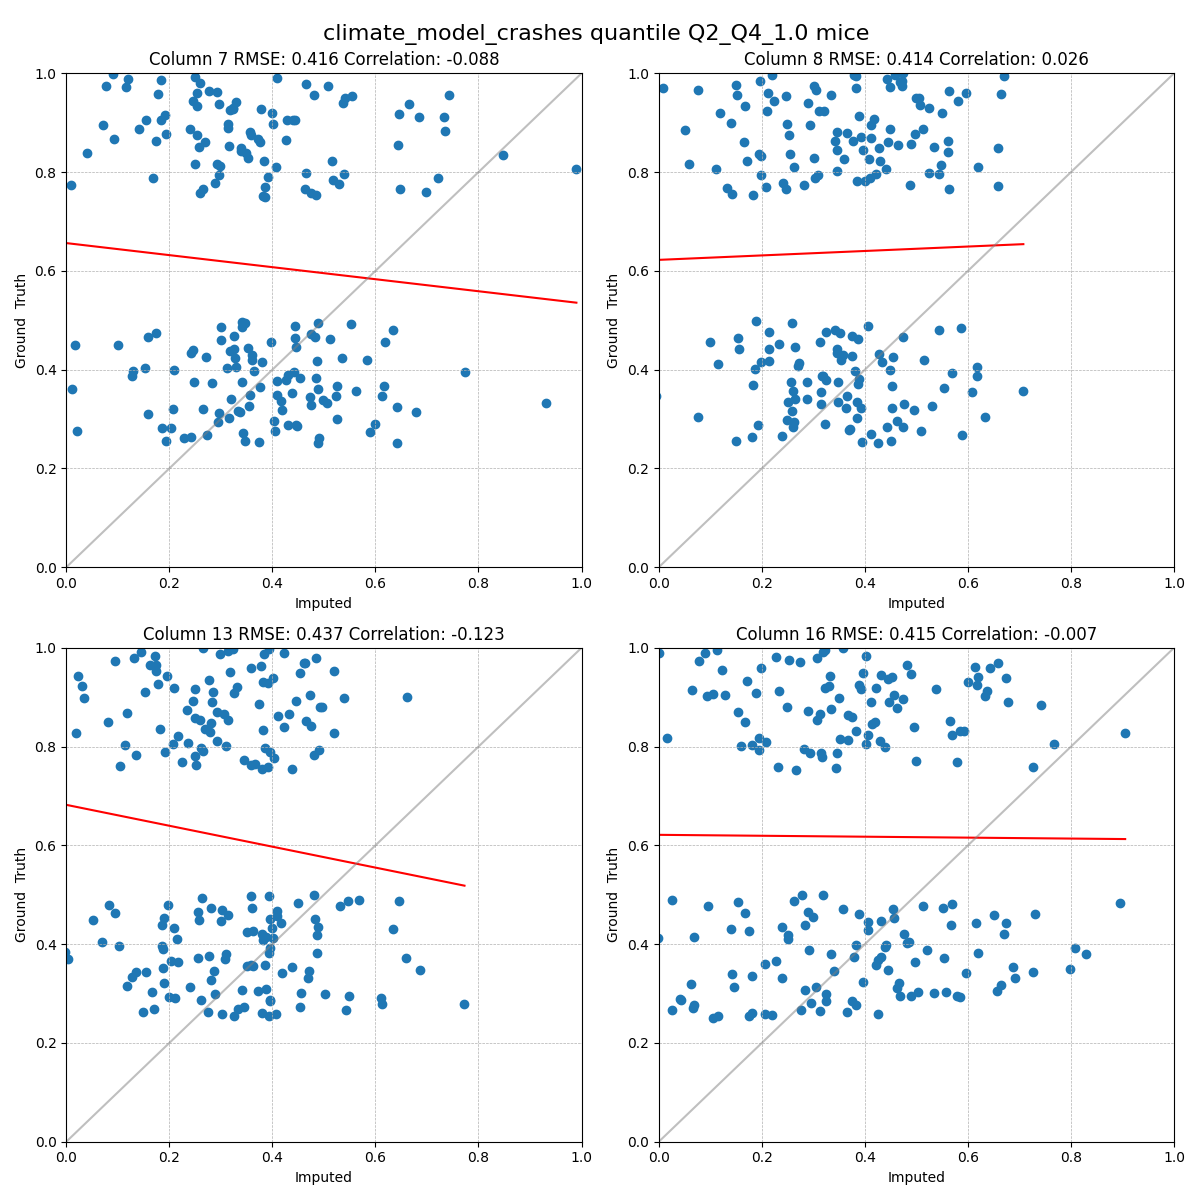 climate_model_crashes quantile Q2_Q4_1.0 mice
Column 7 RMSE: 0.416 Correlation: -0.088
Column 8 RMSE: 0.414 Correlation: 0.026
1.0
0.8
0.6
0.4
0.2
0.0
Ground Truth
0.0 0.2 0.4 0.6 0.8 1.0
Imputed
1.0
0.8
0.6
0.4
0.2
0.0
Ground Truth
0.0 0.2 0.4 0.6 0.8 1.0
Imputed
Column 13 RMSE: 0.437 Correlation: -0.123
Column 16 RMSE: 0.415 Correlation: -0.007
1.0
0.8
0.6
0.4
0.2
0.0
Ground Truth
0.0 0.2 0.4 0.6 0.8 1.0
Imputed
1.0
0.8
0.6
0.4
0.2
0.0
Ground Truth
0.0 0.2 0.4 0.6 0.8 1.0
Imputed